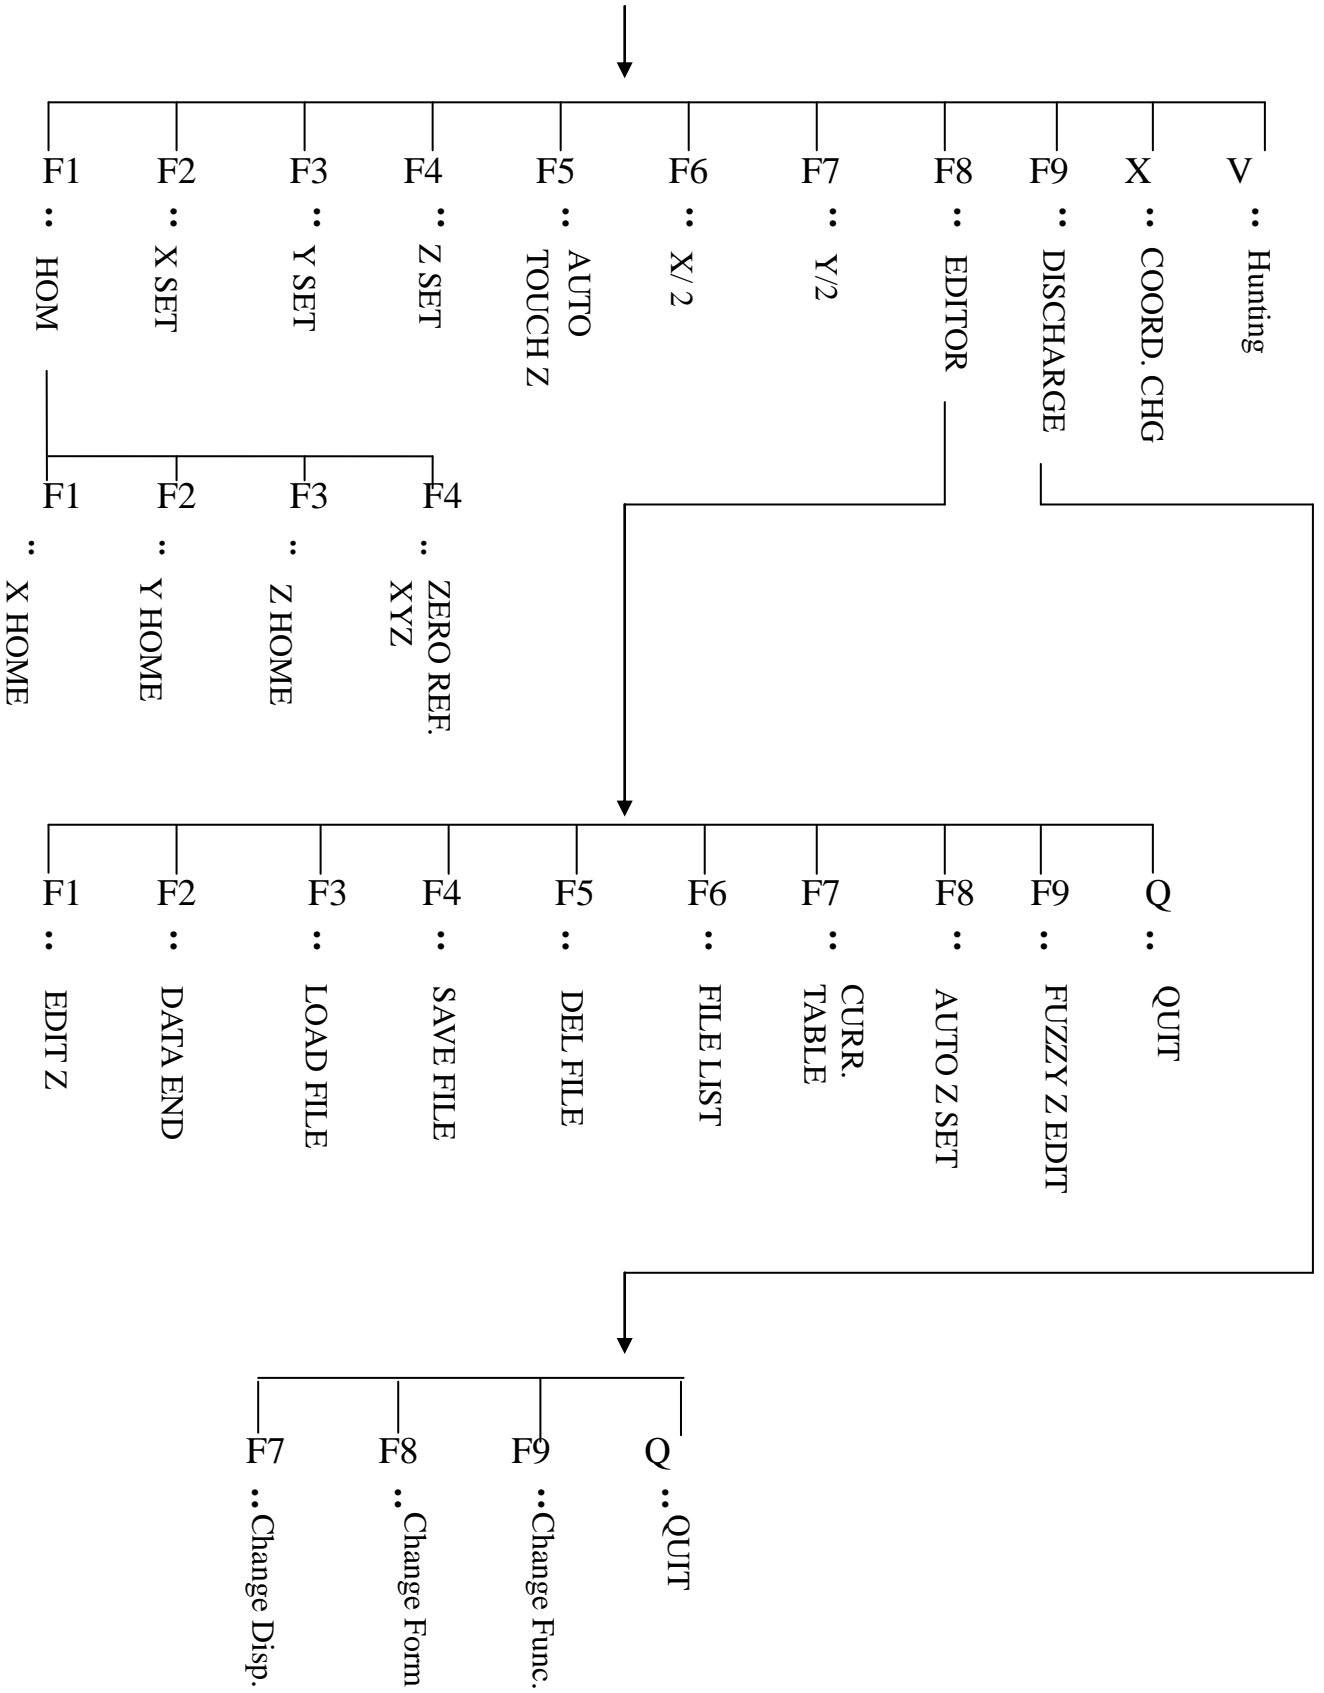 F1 : HOM
F2 : X SET
F3 : Y SET
F4 : Z SET
F5 : AUTO
TOUCH Z
F6 : X/ 2
F7 : Y/2
F8 : EDITOR
F9 : DISCHARGE
X : COORD. CHG
V : Hunting
F1 : X HOME
F2 : Y HOME
F3 : Z HOME
F4 : ZERO REF.
XYZ
F1 : EDIT Z
F2 : DATA END
F3 : LOAD FILE
F4 : SAVE FILE
F5 : DEL FILE
F6 : FILE LIST
F7 : CURR.
TABLE
F8 : AUTO Z SET
F9 : FUZZY Z EDIT
Q : QUIT
F7 : Change Disp.
F8 : Change Form
F9 : Change Func.
Q : QUIT